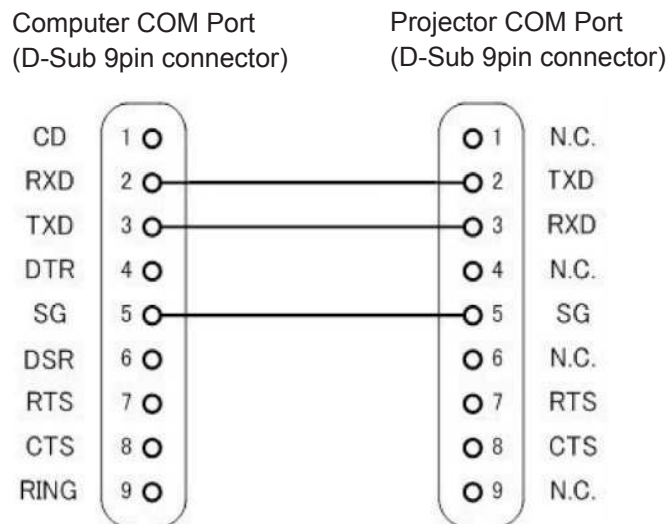 Computer COM Port Projector COM Port
(D-Sub 9pin connector) (D-Sub 9pin connector)
CD 1 1 N.C.
RXD 2 2 TXD
TXD 3 3 RXD
DTR 4 4 N.C.
SG 5 5 SG
DSR 6 6 N.C.
RTS 7 7 RTS
CTS 8 8 CTS
RING 9 9 N.C.